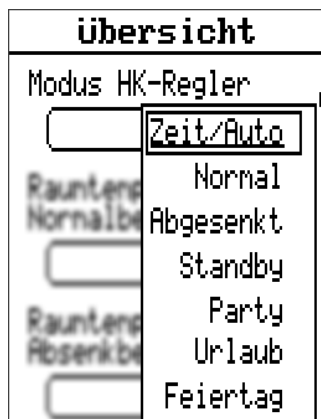 Übersicht
Modus HK-Regler
Zeit/Auto
Normal
Abgesenkt
Standby
Party
Urlaub
Feiertag